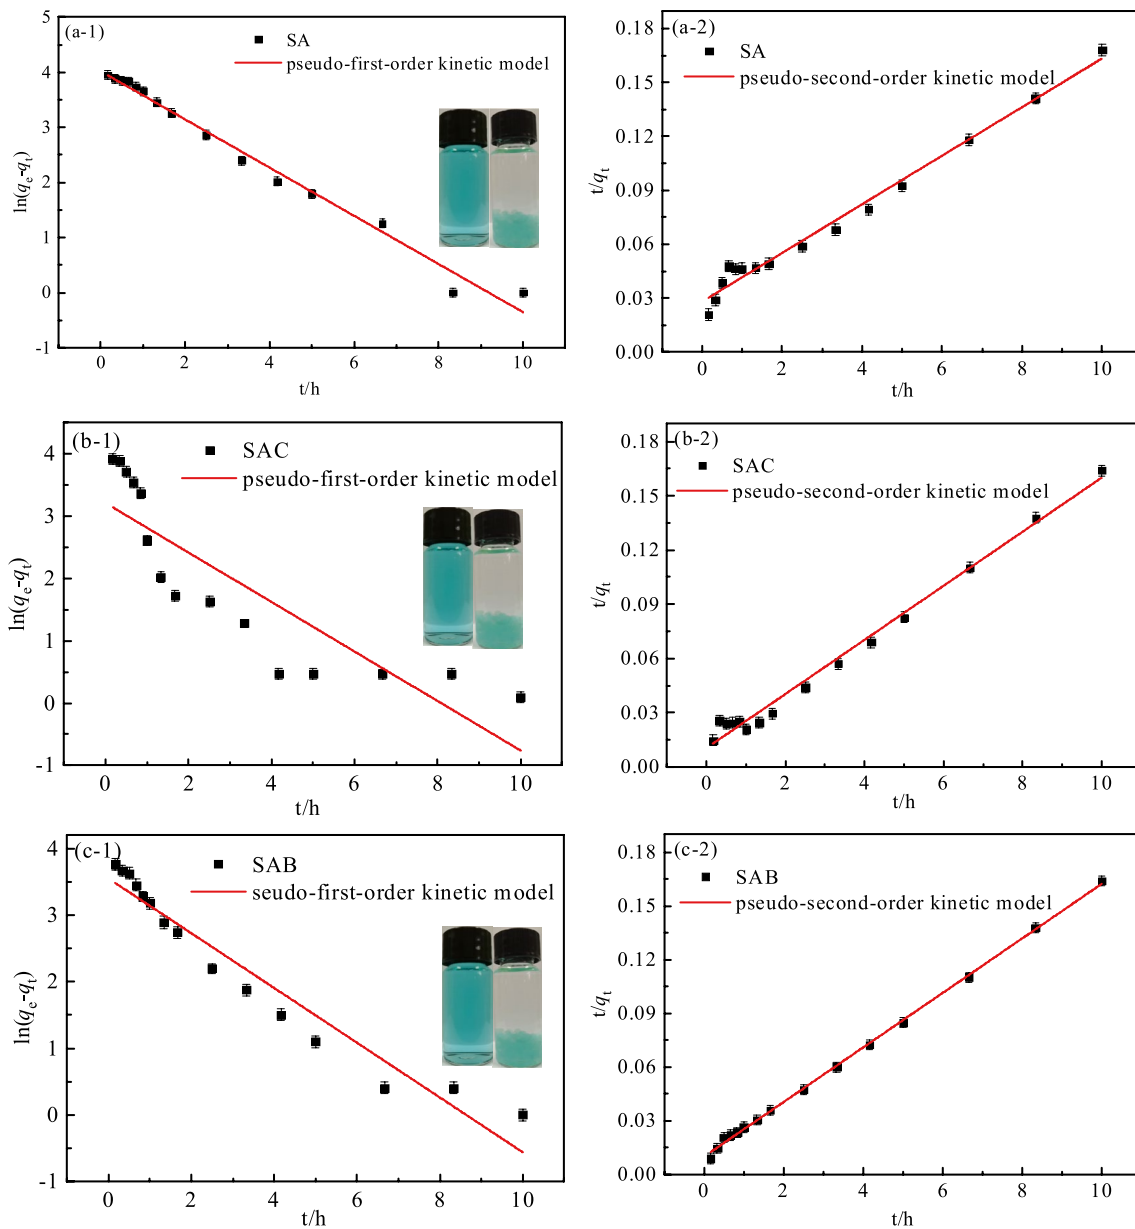 (a-1)
SA
pseudo-first-order kinetic model
ln(qe-qt)
5
4
3
2
1
0
-1
0 2 4 6 8 10
t/h
(a-2)
SA
pseudo-second-order kinetic model
t/qt
0.18
0.15
0.12
0.09
0.06
0.03
0.00
0 2 4 6 8 10
t/h
(b-1)
SAC
pseudo-first-order kinetic model
ln(qe-qt)
4
3
2
1
0
-1
0 2 4 6 8 10
t/h
(b-2)
SAC
pseudo-second-order kinetic model
t/qt
0.18
0.15
0.12
0.09
0.06
0.03
0.00
0 2 4 6 8 10
t/h
(c-1)
SAB
seudo-first-order kinetic model
ln(qe-qt)
4
3
2
1
0
-1
0 2 4 6 8 10
t/h
(c-2)
SAB
pseudo-second-order kinetic model
t/qt
0.18
0.15
0.12
0.09
0.06
0.03
0.00
0 2 4 6 8 10
t/h